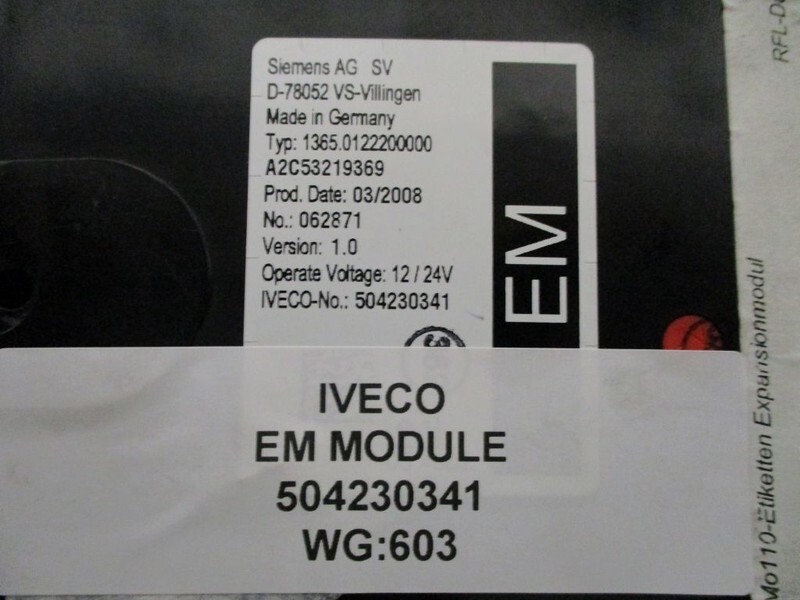 Siemens AG SV
D-78052 VS-Villingen
Made in Germany
Typ: 1365.0122200000
A2C53219369
Prod. Date: 03/2008
No.: 062871
Version: 1.0
Operate Voltage: 12 / 24V
IVECO-No.: 504230341
EM
IVECO
EM MODULE
504230341
WG:603
Mo110-Etiketten Expansionmodul